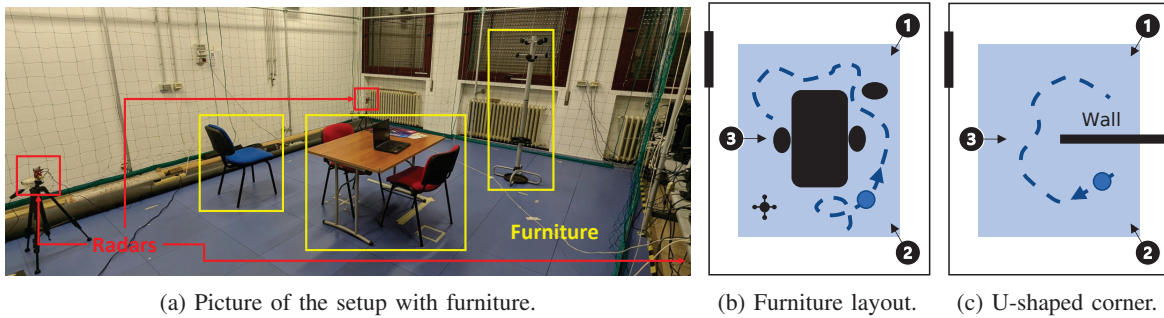 Radars
Furniture
(a) Picture of the setup with furniture.
1
3
2
(b) Furniture layout.
1
Wall
3
2
(c) U-shaped corner.